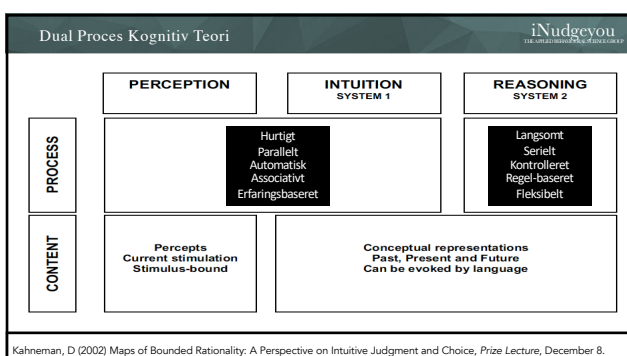 Dual Proces Kognitiv Teori
iNudgeyou
THE APPLIED BEHAVIOURAL SCIENCE GROUP
PERCEPTION
INTUITION
SYSTEM 1
REASONING
SYSTEM 2
PROCESS
Hurtigt
Parallelt
Automatisk
Associativt
Erfaringsbaseret
Langsomt
Serielt
Kontrolleret
Regel-baseret
Fleksibelt
CONTENT
Percepts
Current stimulation
Stimulus-bound
Conceptual representations
Past, Present and Future
Can be evoked by language
Kahneman, D (2002) Maps of Bounded Rationality: A Perspective on Intuitive Judgment and Choice, Prize Lecture, December 8.